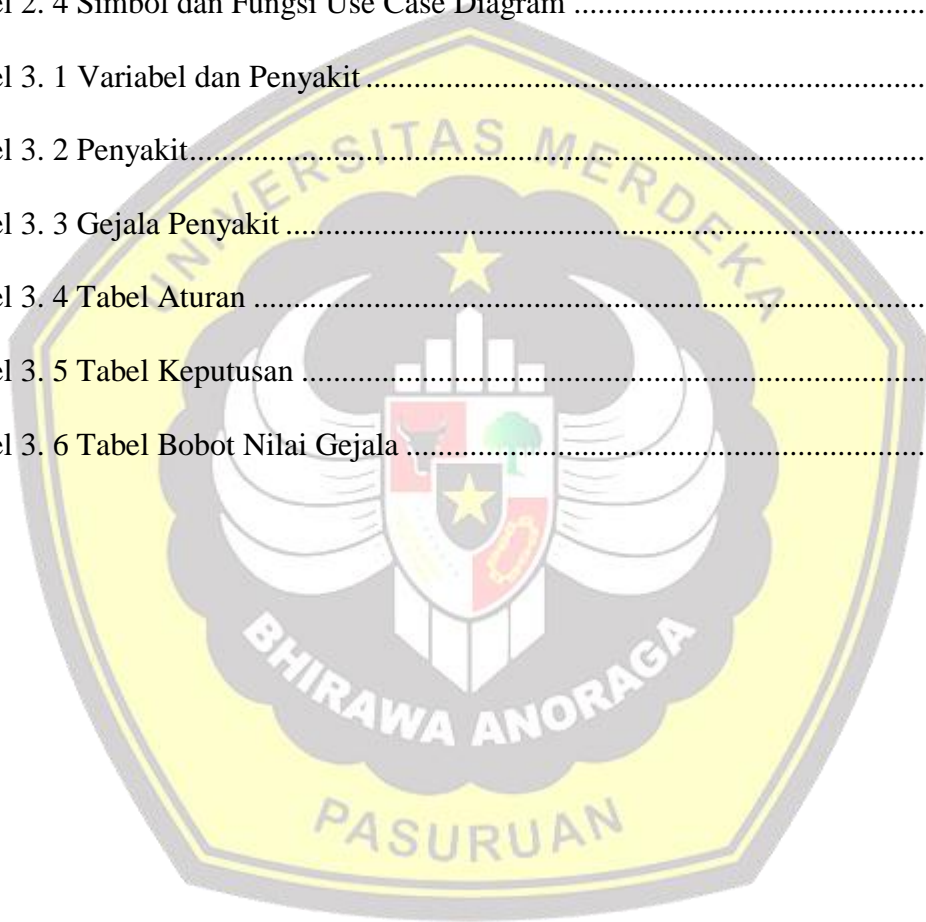 el 2. 4 Simbol dan Fungsi Use Case Diagram ............................................
el 3. 1 Variabel dan Penyakit ......................................................................
el 3. 2 Penyakit............................................................................................
el 3. 3 Gejala Penyakit ................................................................................
el 3. 4 Tabel Aturan ....................................................................................
el 3. 5 Tabel Keputusan ..............................................................................
el 3. 6 Tabel Bobot Nilai Gejala .................................................................
UNIVERSITAS MERDEKA
BHIRAWA ANORAGA
PASURUAN